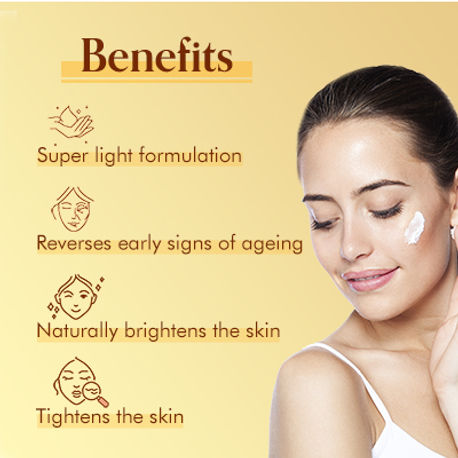 Benefits
Super light formulation
Reverses early signs of ageing
Naturally brightens the skin
Tightens the skin